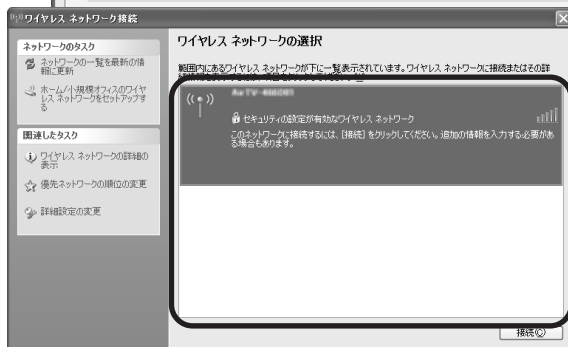 ワイヤレス ネットワーク接続
ネットワークのタスク
ネットワークの一覧を最新の情
報に更新
ホーム/小規模オフィスのワイヤ
レス ネットワークをセットアップす
る
関連したタスク
ワイヤレス ネットワークの詳細の
表示
優先ネットワークの順位の変更
詳細設定の変更
ワイヤレス ネットワークの選択
範囲内にあるワイヤレス ネットワークが下に一覧表示されています。ワイヤレス ネットワークに接続またはその詳
セキュリティの設定が有効なワイヤレス ネットワーク
このネットワークに接続するには、[接続] をクリックしてください。追加の情報を入力する必要があ
る場合もあります。
接続(C)